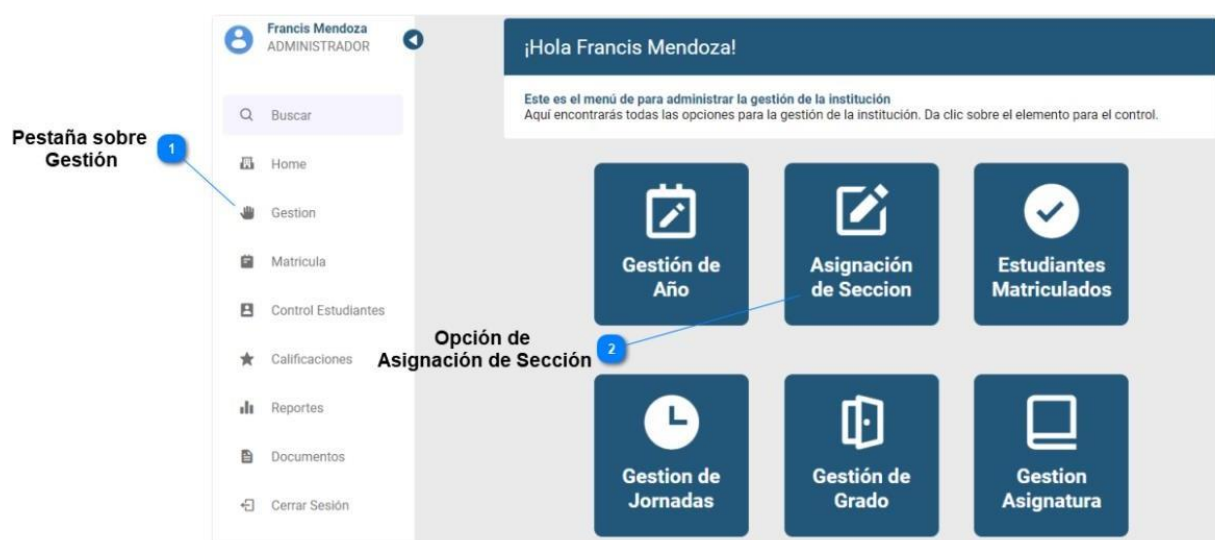 Francis Mendoza
ADMINISTRADOR
¡Hola Francis Mendoza!
Este es el menú de para administrar la gestión de la institución
Aquí encontrarás todas las opciones para la gestión de la institución. Da clic sobre el elemento para el control.
Buscar
Pestaña sobre
Gestión
1
Home
Gestion
Matricula
Control Estudiantes
Calificaciones
Reportes
Documentos
Cerrar Sesión
Gestión de
Año
Asignación
de Seccion
Estudiantes
Matriculados
Opción de
Asignación de Sección
2
Gestion de
Jornadas
Gestión de
Grado
Gestion
Asignatura